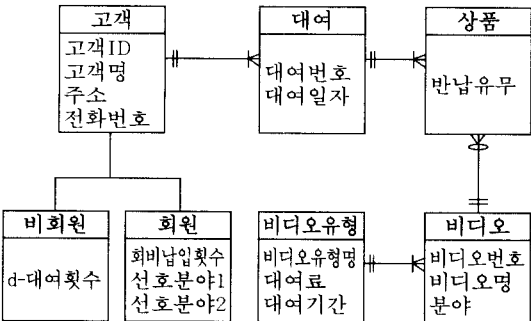 고객
고객ID
고객명
주소
전화번호
대여
대여번호
대여일자
상품
반납유무
비회원
d-대여횟수
회원
회비납입횟수
선호분야1
선호분야2
비디오유형
비디오유형명
대여료
대여기간
비디오
비디오번호
비디오명
분야